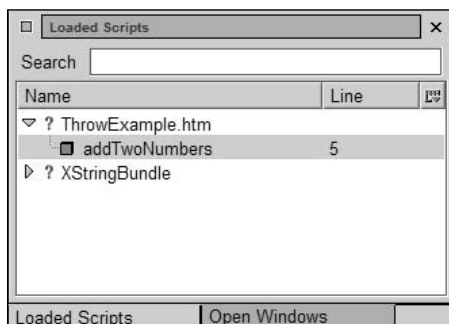 Loaded Scripts
Search
Name Line
? ThrowExample.htm
addTwoNumbers 5
? XStringBundle
Loaded Scripts Open Windows